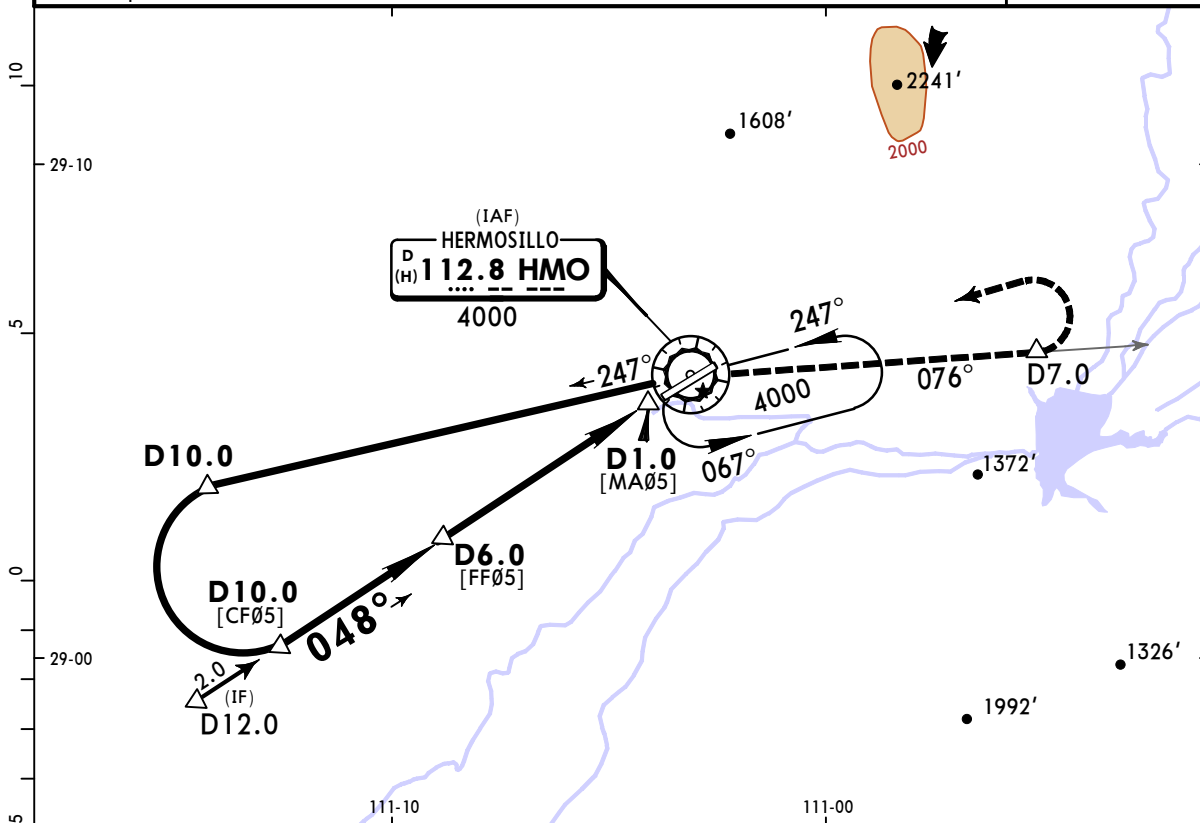 2241'
1608'
2000
10
29-10
(IAF)
HERMOSILLO
D
(H)
112.8 HMO
4000
5
247°
247°
4000
076°
D7.0
D10.0
D1.0
[MAØ5]
067°
1372'
D6.0
[FFØ5]
0
D10.0
[CFØ5]
048°
29-00
2.0
(IF)
D12.0
1326'
1992'
5
111-10
111-00